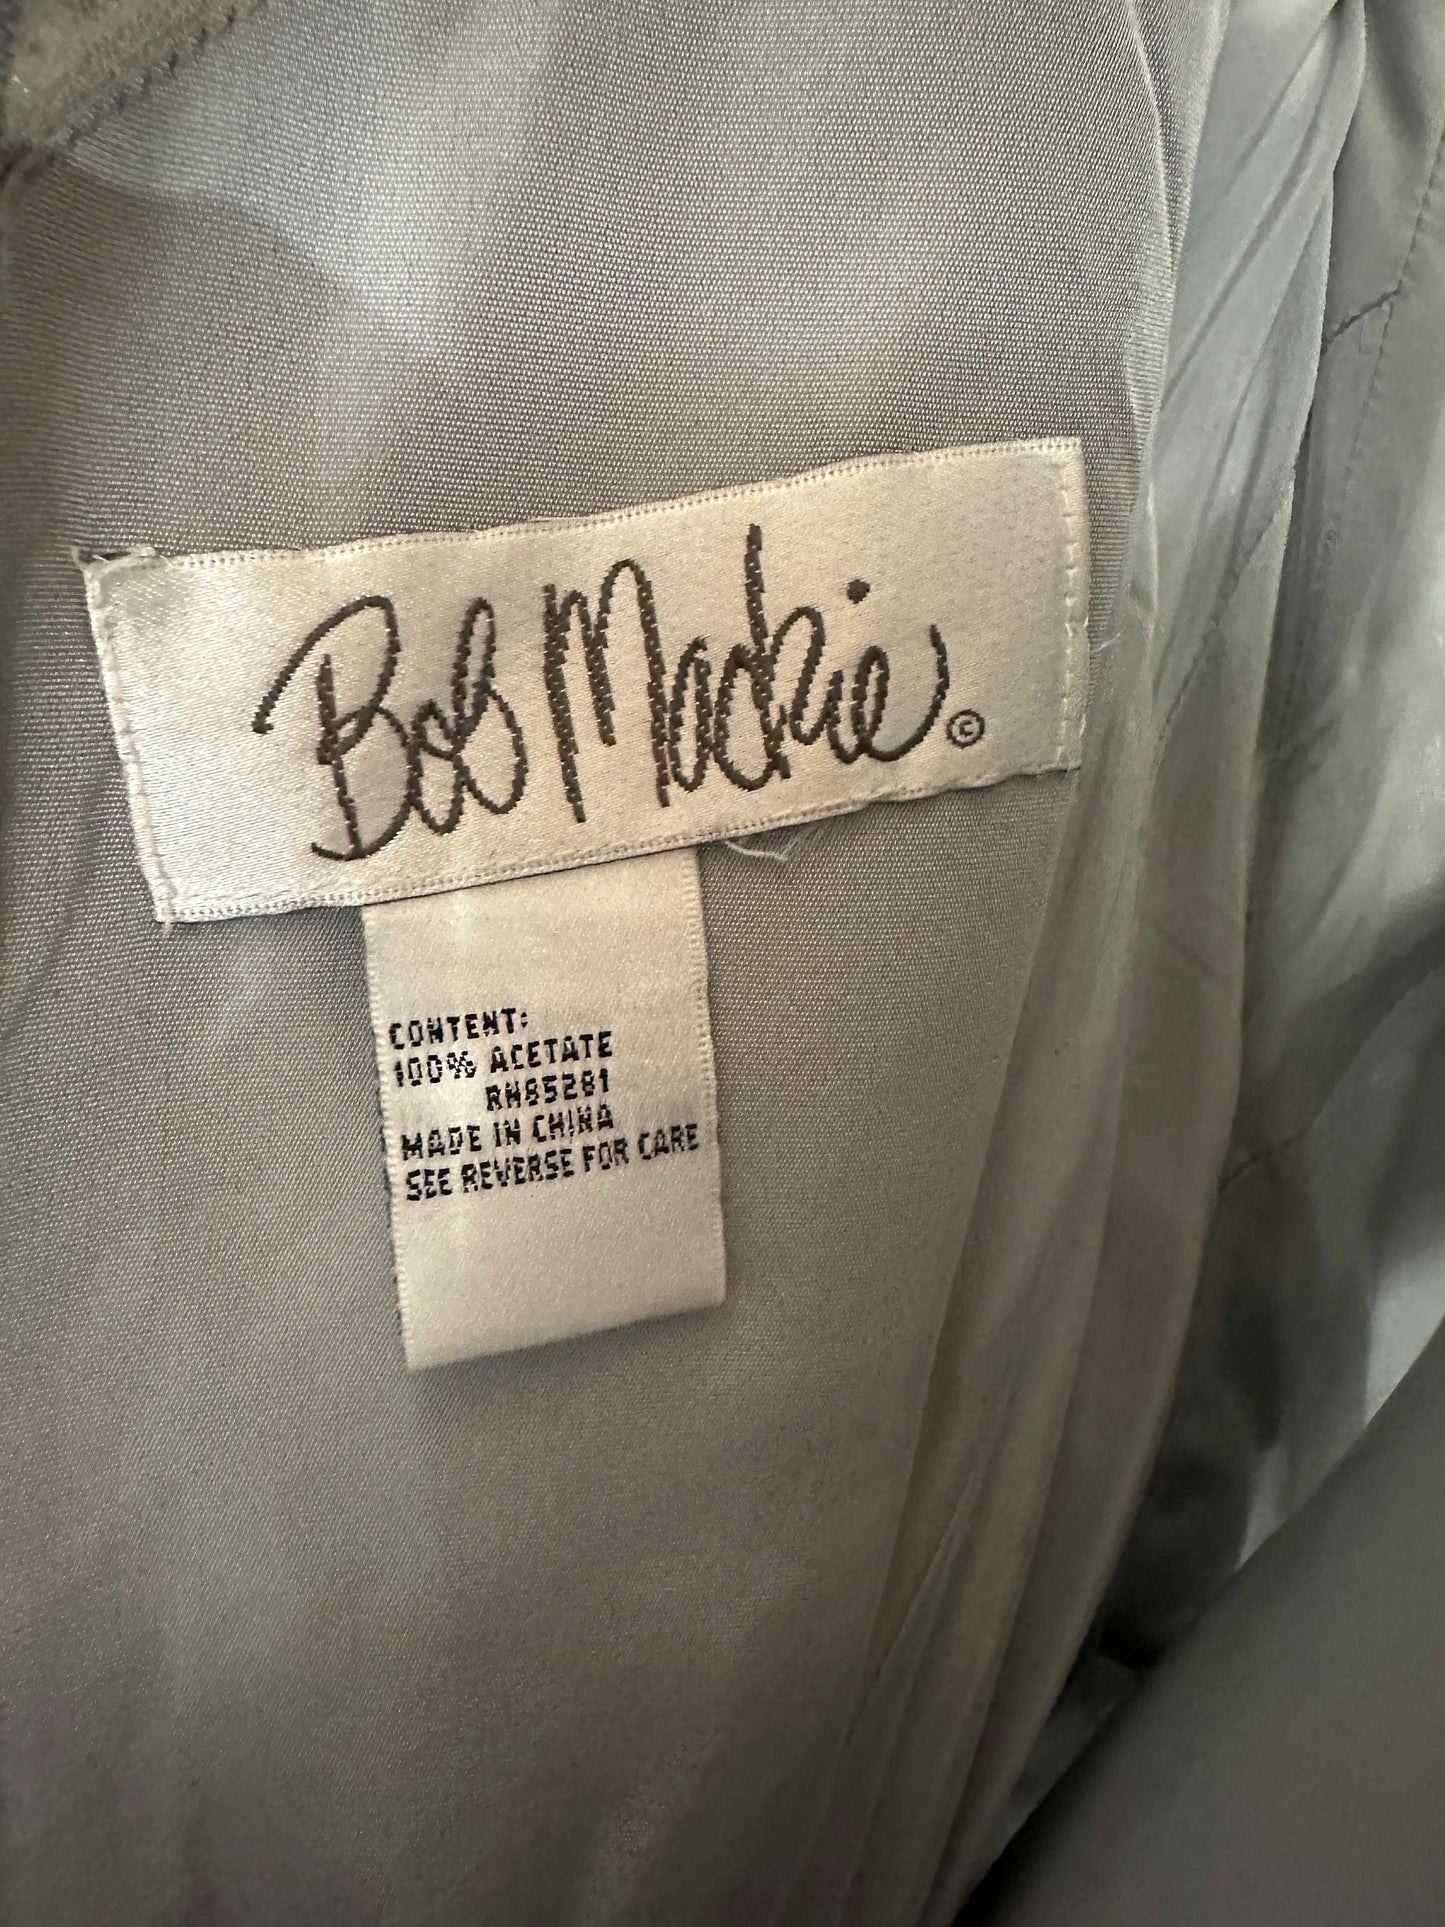 Bob Mackie ©
CONTENT:
100% ACETATE
RN85281
MADE IN CHINA
SEE REVERSE FOR CARE